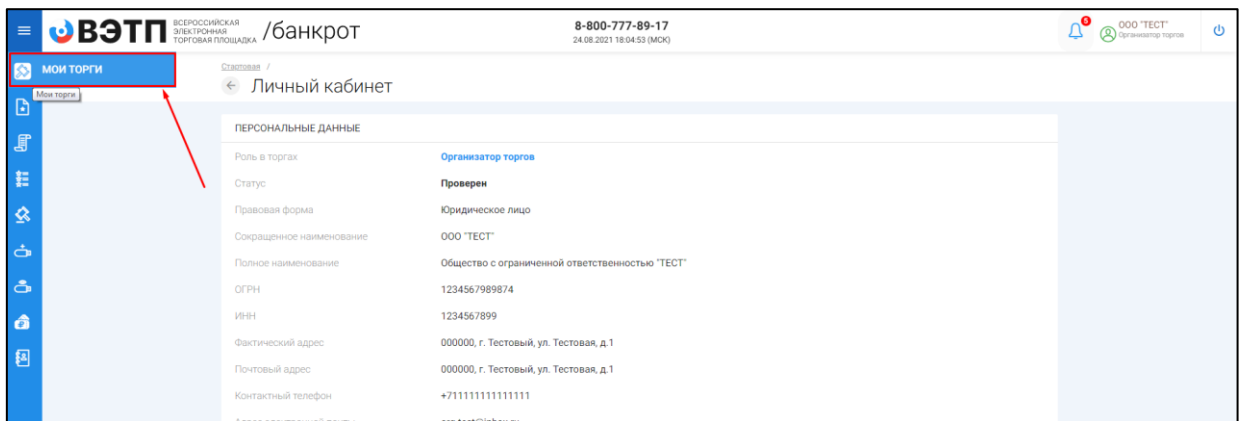 ВЭТП
ВСЕРОССИЙСКАЯ
ЭЛЕКТРОННАЯ
ТОРГОВАЯ ПЛОЩАДКА
/банкрот
8-800-777-89-17
24.08.2021 18:04:53 (МСК)
5
ООО "ТЕСТ"
Организатор торгов
МОИ ТОРГИ
Мои торги
Стартовая /
Личный кабинет
ПЕРСОНАЛЬНЫЕ ДАННЫЕ
Роль в торгах Организатор торгов
Статус Проверен
Правовая форма Юридическое лицо
Сокращенное наименование ООО "ТЕСТ"
Полное наименование Общество с ограниченной ответственностью "ТЕСТ"
ОГРН 1234567989874
ИНН 1234567899
Фактический адрес 000000, г. Тестовый, ул. Тестовая, д.1
Почтовый адрес 000000, г. Тестовый, ул. Тестовая, д.1
Контактный телефон +711111111111111